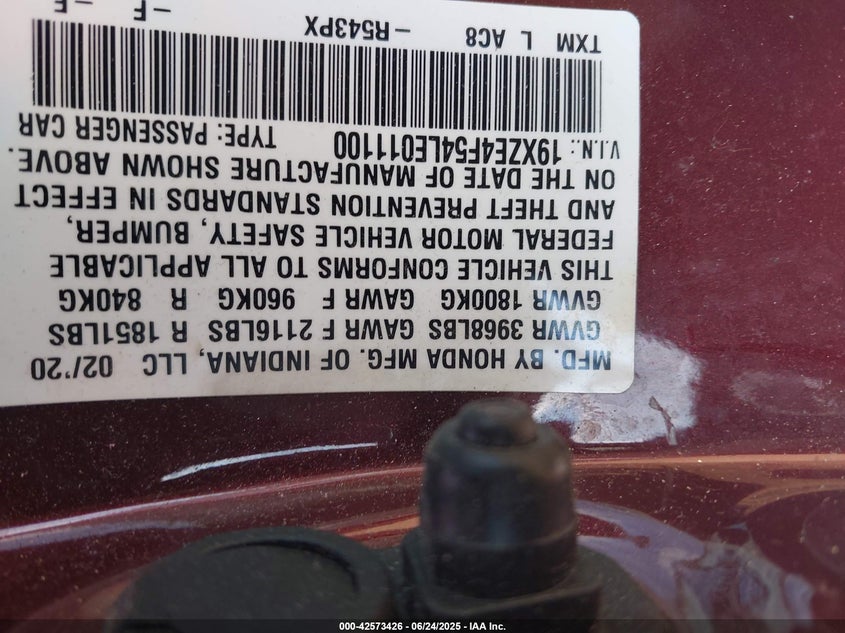 MFD. BY HONDA MFG. OF INDIANA, LLC 02/'20
GVWR 3968LBS GAWR F 2116LBS R 1851LBS
GVWR 1800KG GAWR F 960KG R 840KG
THIS VEHICLE CONFORMS TO ALL APPLICABLE
FEDERAL MOTOR VEHICLE SAFETY, BUMPER,
AND THEFT PREVENTION STANDARDS IN EFFECT
ON THE DATE OF MANUFACTURE SHOWN ABOVE.
V.I.N.: 19XZE4F54LE011100 TYPE: PASSENGER CAR
TXM L AC8 –R543PX –F –E
000-42573426 - 06/24/2025 - IAA Inc.